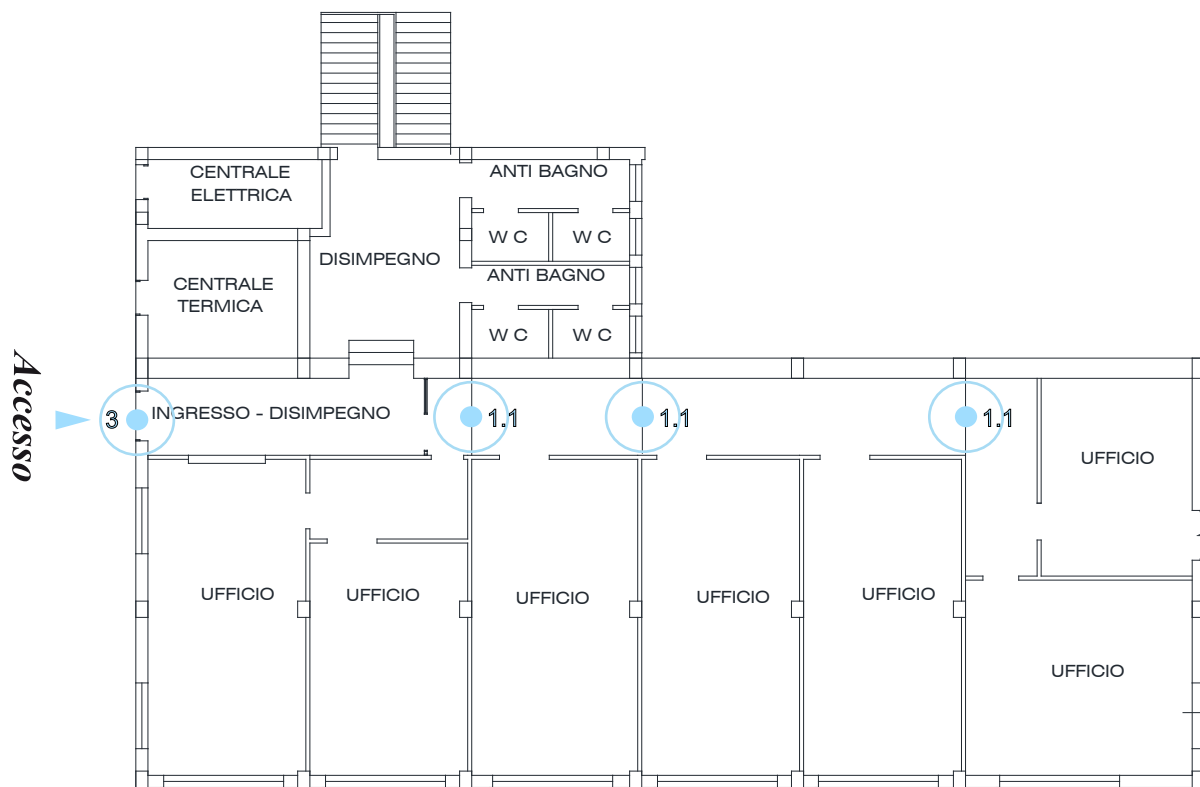 CENTRALE
ELETTRICA
ANTI BAGNO
W C
W C
DISIMPEGNO
ANTI BAGNO
CENTRALE
TERMICA
W C
W C
Accesso
3
INGRESSO - DISIMPEGNO
1.1
1.1
1.1
UFFICIO
UFFICIO
UFFICIO
UFFICIO
UFFICIO
UFFICIO
UFFICIO